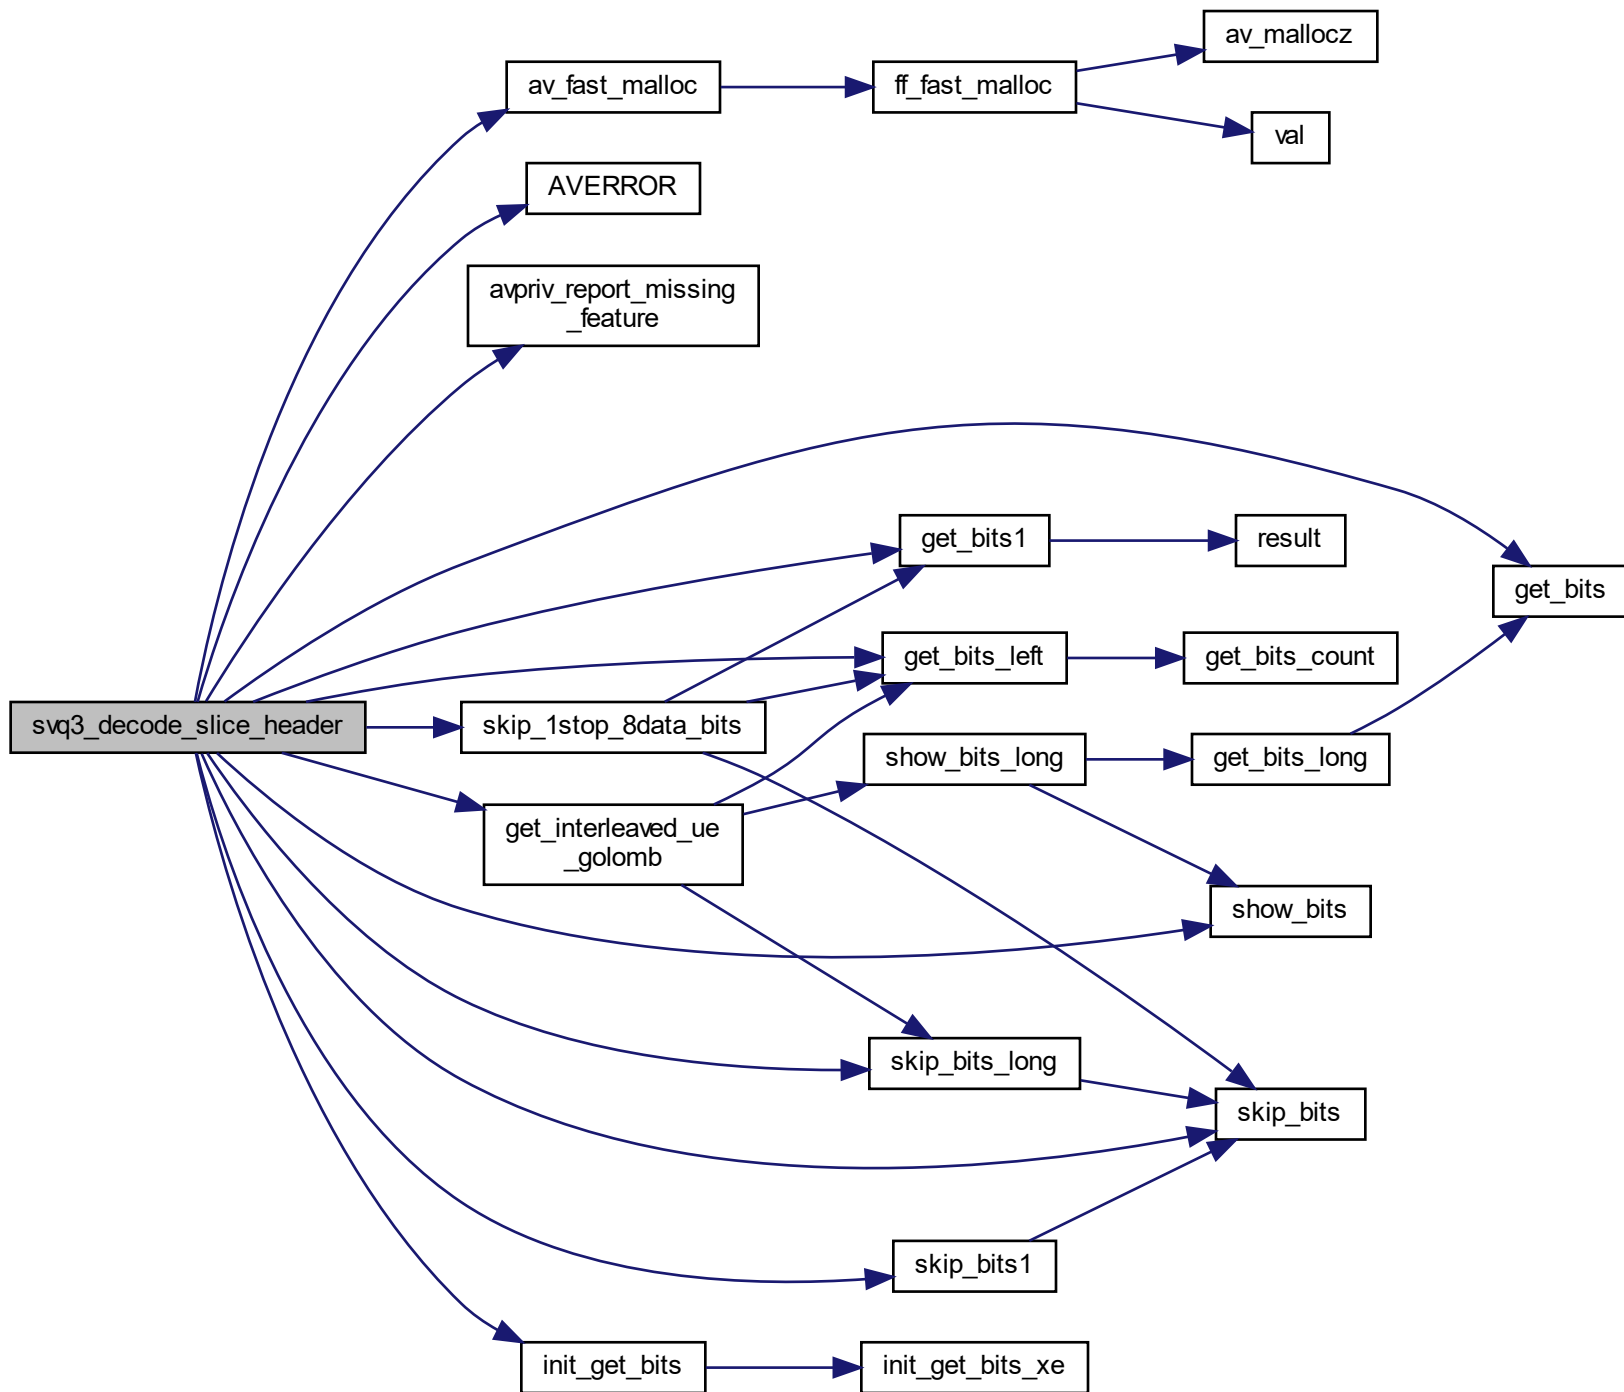 av_mallocz
av_fast_malloc
ff_fast_malloc
val
AVERROR
avpriv_report_missing
_feature
get_bits1
result
get_bits
get_bits_left
get_bits_count
svq3_decode_slice_header
skip_1stop_8data_bits
show_bits_long
get_bits_long
get_interleaved_ue
_golomb
show_bits
skip_bits_long
skip_bits
skip_bits1
init_get_bits
init_get_bits_xe